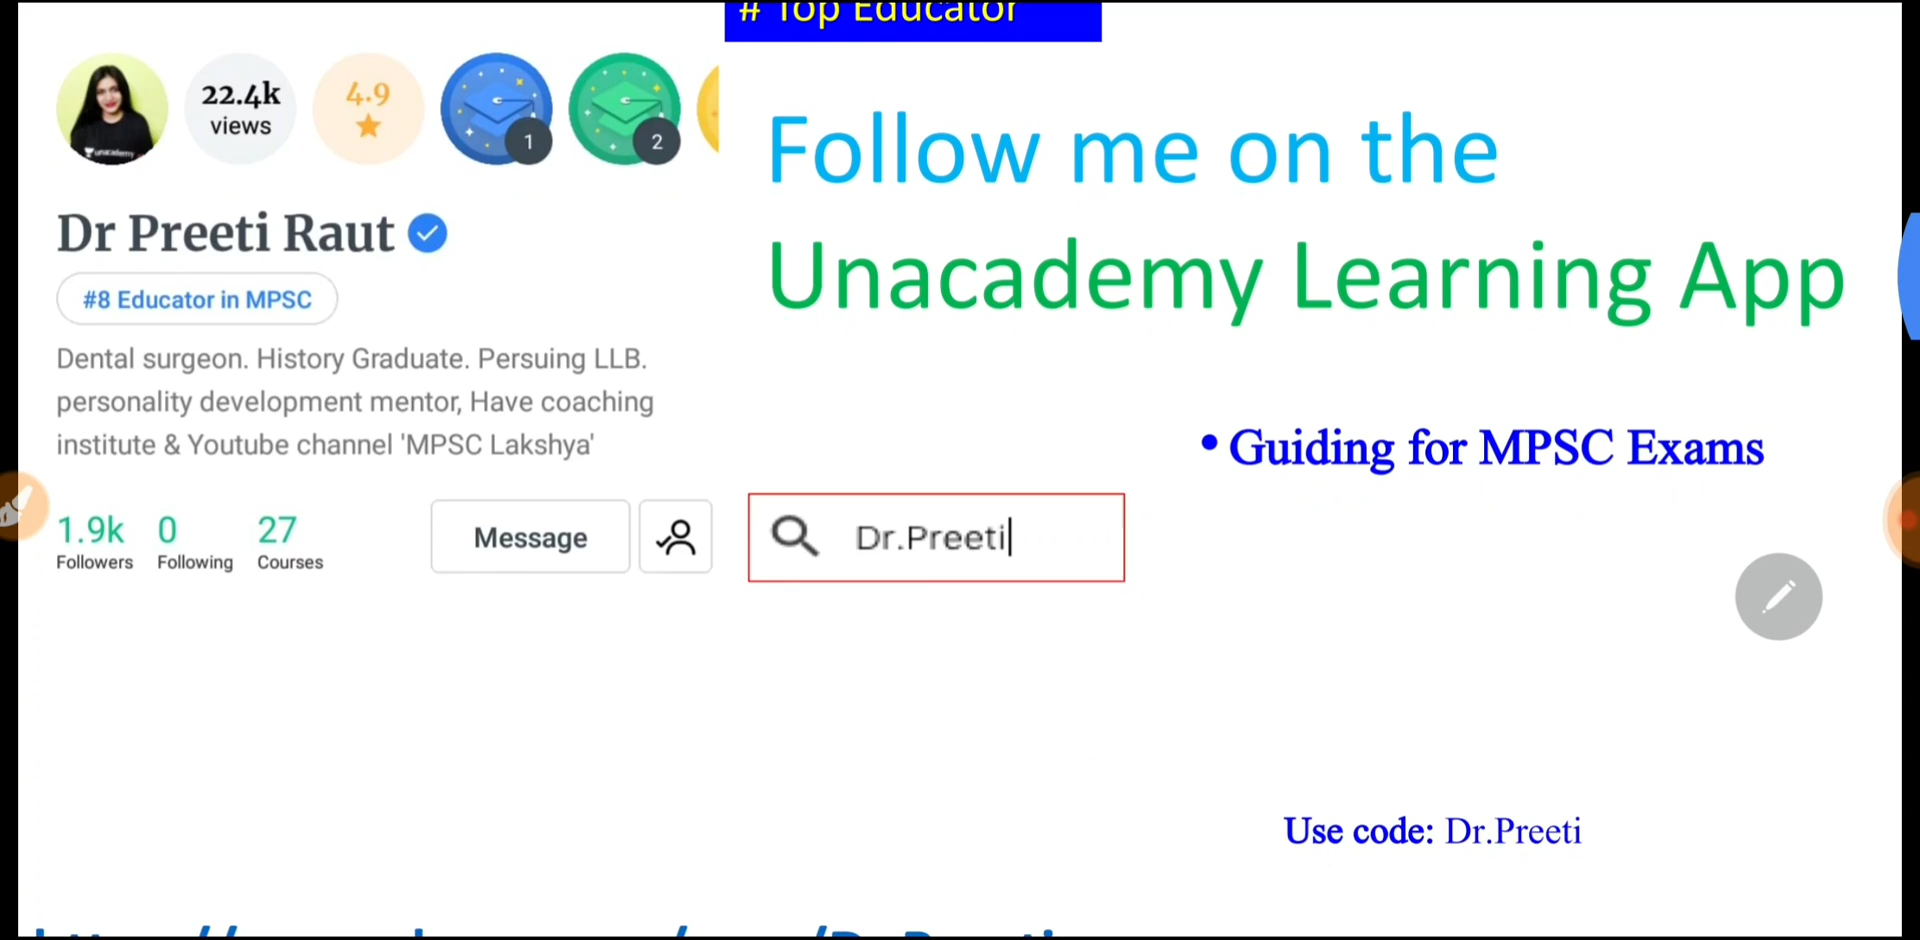 # Top Educator
22.4k
views
4.9
1
2
unacademy
Follow me on the
Unacademy Learning App
Dr Preeti Raut
#8 Educator in MPSC
Dental surgeon. History Graduate. Persuing LLB.
personality development mentor, Have coaching
institute & Youtube channel 'MPSC Lakshya'
• Guiding for MPSC Exams
1.9k 0 27
Followers Following Courses
Message
Dr.Preeti
Use code: Dr.Preeti